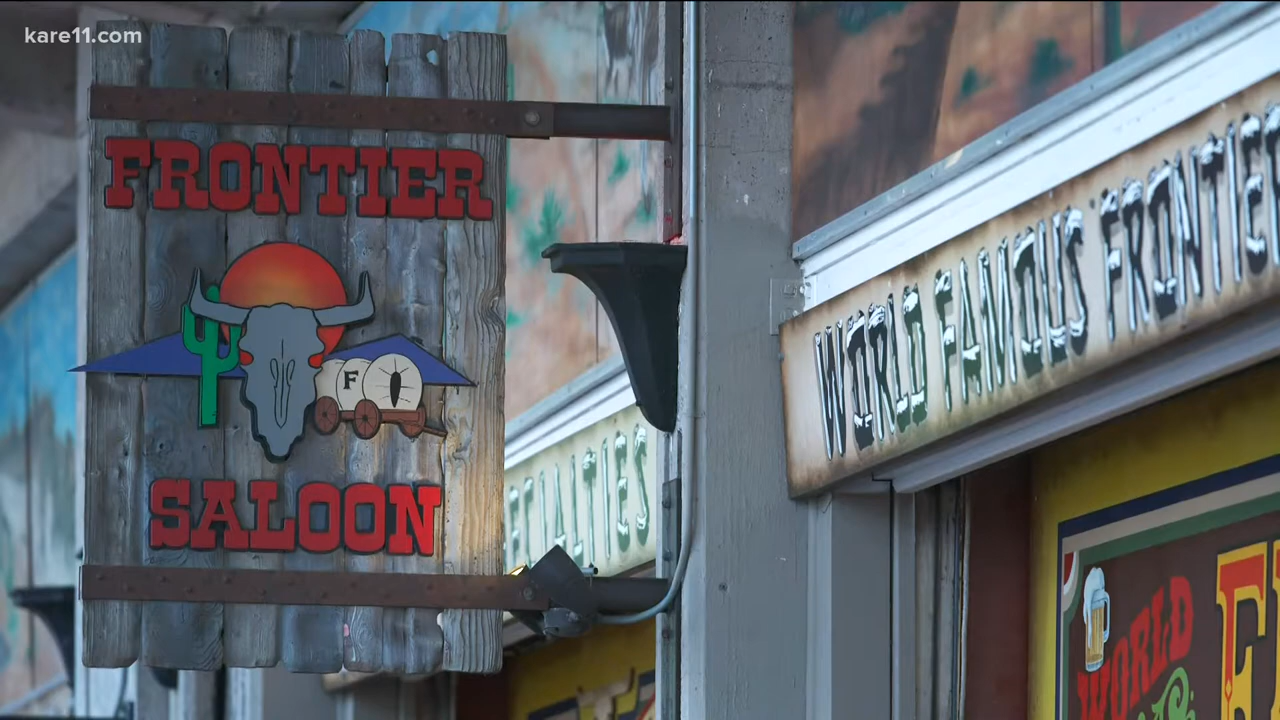 kare11.com
FRONTIER
F
SALOON
WORLD FAMOUS FRONTIER
WORLD